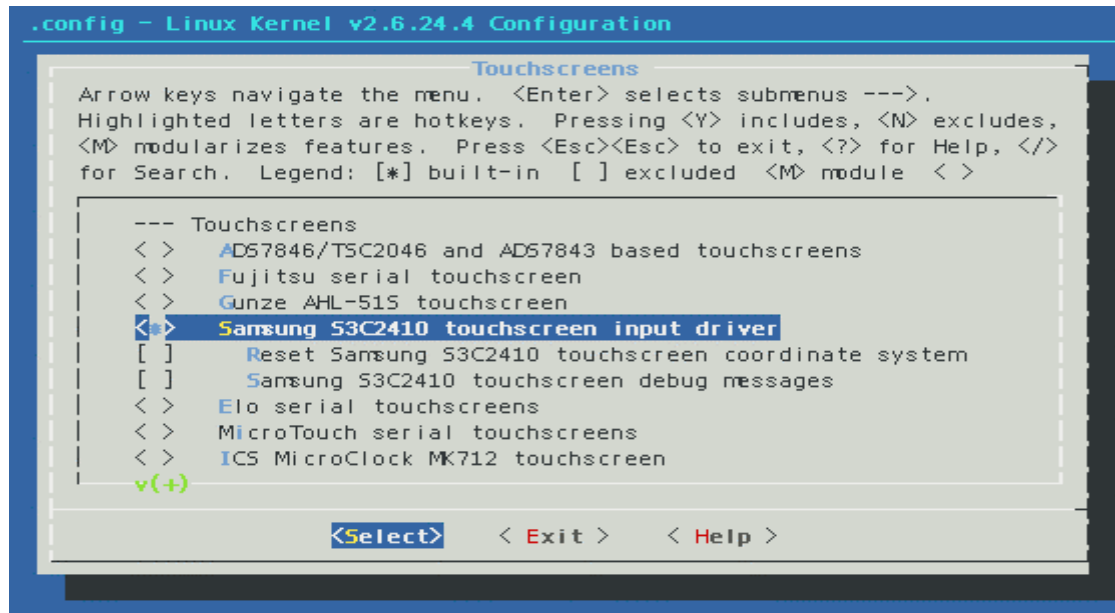 .config - Linux Kernel v2.6.24.4 Configuration
Touchscreens
Arrow keys navigate the menu.  <Enter> selects submenus --->.
Highlighted letters are hotkeys.  Pressing <Y> includes, <N> excludes,
<M> modularizes features.  Press <Esc><Esc> to exit, <?> for Help, </>
for Search.  Legend: [*] built-in  [ ] excluded  <M> module  < >
--- Touchscreens
< >   ADS7846/TSC2046 and ADS7843 based touchscreens
< >   Fujitsu serial touchscreen
< >   Gunze AHL-51S touchscreen
<*>   Samsung S3C2410 touchscreen input driver
[ ]     Reset Samsung S3C2410 touchscreen coordinate system
[ ]     Samsung S3C2410 touchscreen debug messages
< >   Elo serial touchscreens
< >   MicroTouch serial touchscreens
< >   ICS MicroClock MK712 touchscreen
v(+)
<Select>    < Exit >    < Help >